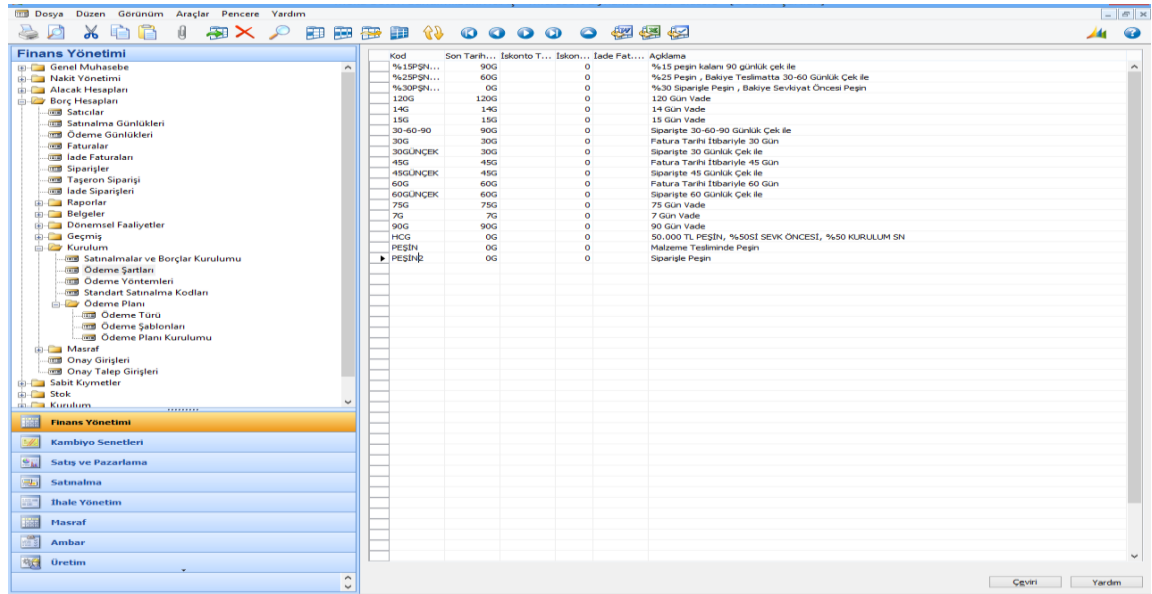 Dosya Düzen Görünüm Araçlar Pencere Yardım
Finans Yönetimi
Genel Muhasebe
Nakit Yönetimi
Alacak Hesapları
Borç Hesapları
Satıcılar
Satınalma Günlükleri
Ödeme Günlükleri
Faturalar
İade Faturaları
Siparişler
Taşeron Siparişi
İade Siparişleri
Raporlar
Belgeler
Dönemsel Faaliyetler
Geçmiş
Kurulum
Satınalmalar ve Borçlar Kurulumu
Ödeme Şartları
Ödeme Yöntemleri
Standart Satınalma Kodları
Ödeme Planı
Ödeme Türü
Ödeme Şablonları
Ödeme Planı Kurulumu
Masraf
Onay Girişleri
Onay Talep Girişleri
Sabit Kıymetler
Stok
Kurulum
Finans Yönetimi
Kambiyo Senetleri
Satış ve Pazarlama
Satınalma
İhale Yönetim
Masraf
Ambar
Üretim
Kod Son Tarih... İskonto T... İskon... İade Fat.... Açıklama
%15PŞN... 90G 0 %15 peşin kalanı 90 günlük çek ile
%25PŞN... 60G 0 %25 Peşin , Bakiye Teslimatta 30-60 Günlük Çek ile
%30PŞN... 0G 0 %30 Siparişle Peşin , Bakiye Sevkiyat Öncesi Peşin
120G 120G 0 120 Gün Vade
14G 14G 0 14 Gün Vade
15G 15G 0 15 Gün Vade
30-60-90 90G 0 Siparişte 30-60-90 Günlük Çek ile
30G 30G 0 Fatura Tarihi İtibariyle 30 Gün
30GÜNÇEK 30G 0 Siparişte 30 Günlük Çek ile
45G 45G 0 Fatura Tarihi İtibariyle 45 Gün
45GÜNÇEK 45G 0 Siparişte 45 Günlük Çek ile
60G 60G 0 Fatura Tarihi İtibariyle 60 Gün
60GÜNÇEK 60G 0 Siparişte 60 Günlük Çek ile
75G 75G 0 75 Gün Vade
7G 7G 0 7 Gün Vade
90G 90G 0 90 Gün Vade
HCG 0G 0 50.000 TL PEŞİN, %50Sİ SEVK ÖNCESİ, %50 KURULUM SN
PEŞİN 0G 0 Malzeme Tesliminde Peşin
PEŞİN2 0G 0 Siparişle Peşin
Çeviri Yardım